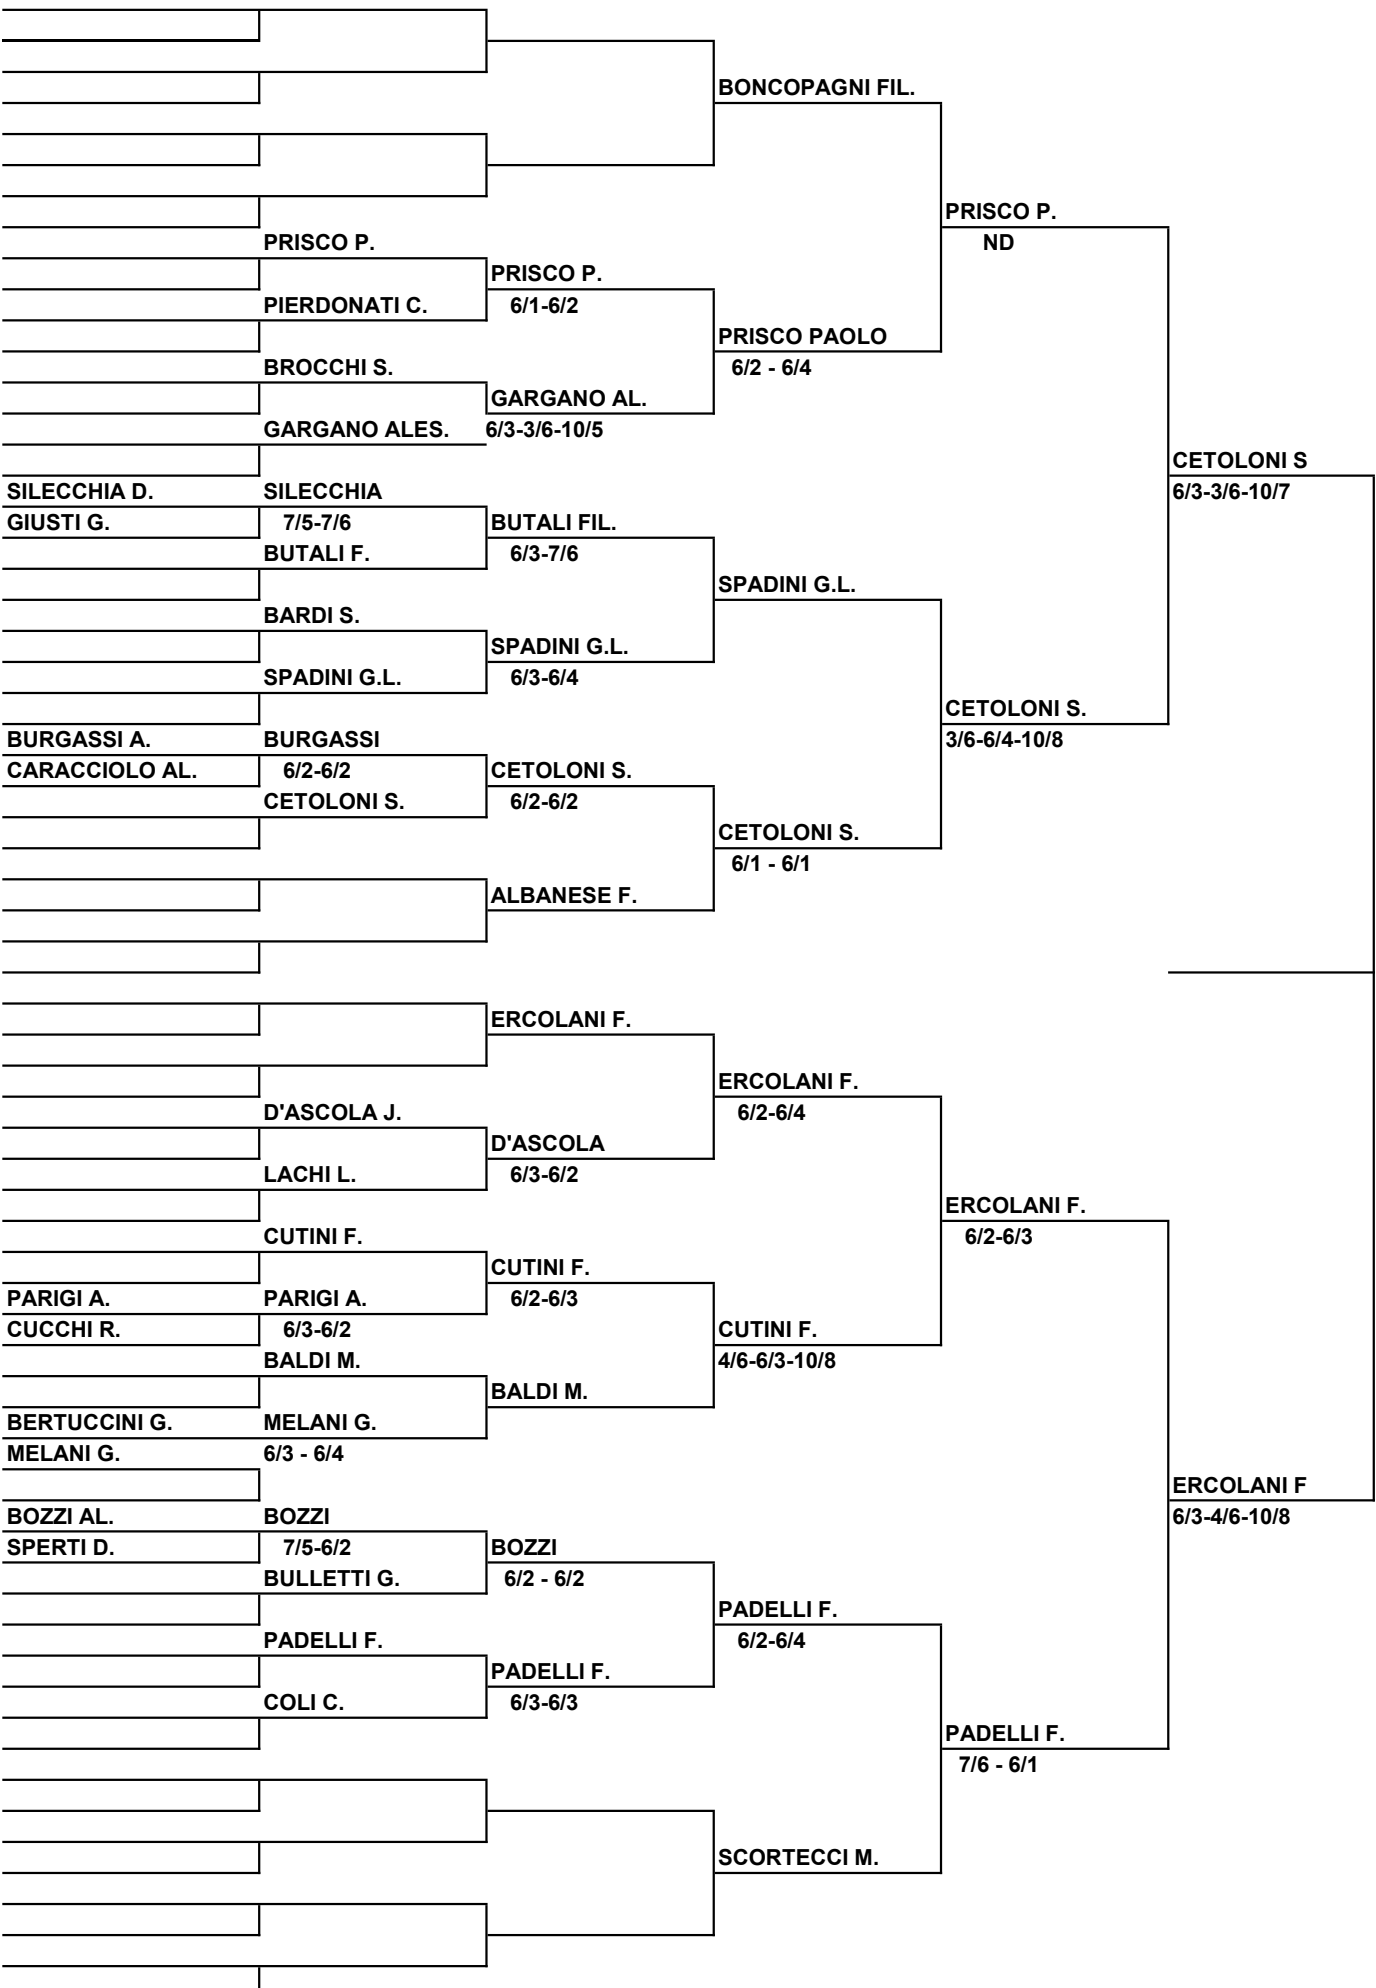 BONCOPAGNI FIL.
PRISCO P.
PRISCO P.
ND
PRISCO P.
PIERDONATI C.
6/1-6/2
PRISCO PAOLO
BROCCHI S.
6/2 - 6/4
GARGANO AL.
GARGANO ALES.
6/3-3/6-10/5
CETOLONI S
SILECCHIA D.
SILECCHIA
6/3-3/6-10/7
GIUSTI G.
7/5-7/6
BUTALI FIL.
BUTALI F.
6/3-7/6
SPADINI G.L.
BARDI S.
SPADINI G.L.
SPADINI G.L.
6/3-6/4
CETOLONI S.
BURGASSI A.
BURGASSI
3/6-6/4-10/8
CARACCIOLO AL.
6/2-6/2
CETOLONI S.
CETOLONI S.
6/2-6/2
CETOLONI S.
6/1 - 6/1
ALBANESE F.
ERCOLANI F.
ERCOLANI F.
D'ASCOLA J.
6/2-6/4
D'ASCOLA
LACHI L.
6/3-6/2
ERCOLANI F.
CUTINI F.
6/2-6/3
CUTINI F.
PARIGI A.
PARIGI A.
6/2-6/3
CUCCHI R.
6/3-6/2
CUTINI F.
BALDI M.
4/6-6/3-10/8
BALDI M.
BERTUCCINI G.
MELANI G.
MELANI G.
6/3 - 6/4
ERCOLANI F
BOZZI AL.
BOZZI
6/3-4/6-10/8
SPERTI D.
7/5-6/2
BOZZI
BULLETTI G.
6/2 - 6/2
PADELLI F.
PADELLI F.
6/2-6/4
PADELLI F.
COLI C.
6/3-6/3
PADELLI F.
7/6 - 6/1
SCORTECCI M.